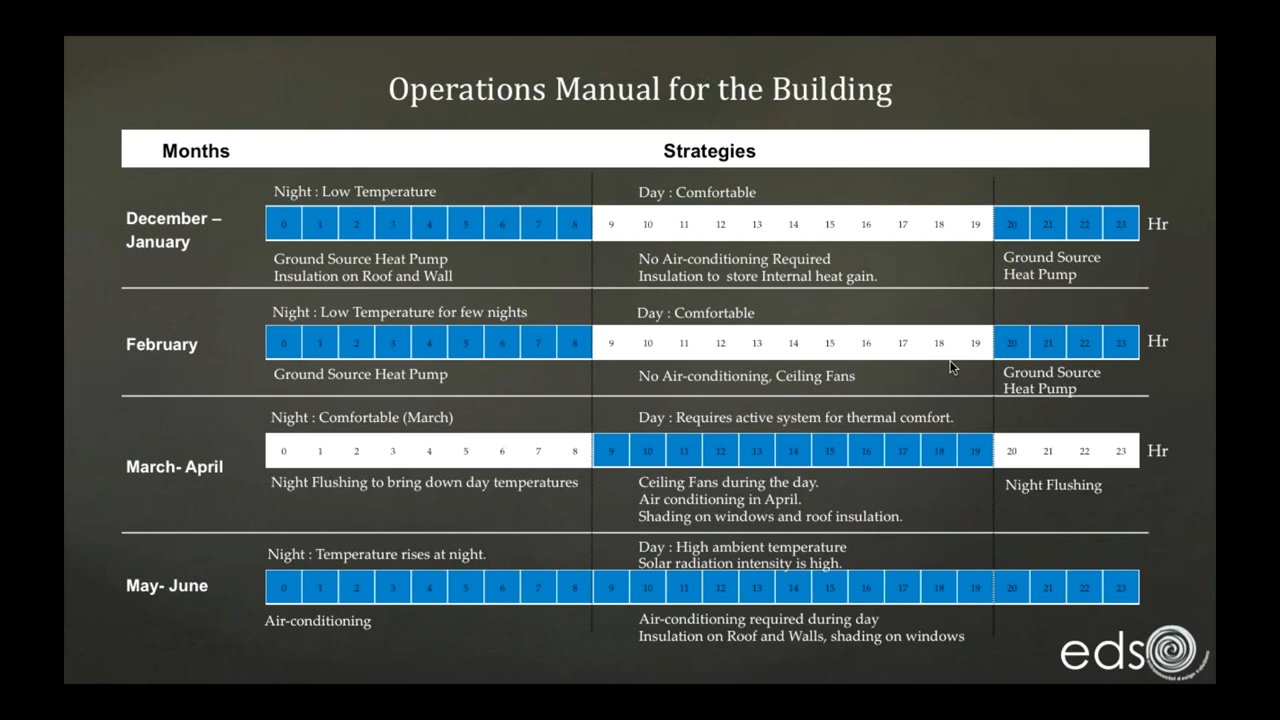 Operations Manual for the Building
Months Strategies
Night : Low Temperature Day : Comfortable
December – January
0 1 2 3 4 5 6 7 8 9 10 11 12 13 14 15 16 17 18 19 20 21 22 23 Hr
Ground Source Heat Pump
Insulation on Roof and Wall
No Air-conditioning Required
Insulation to store Internal heat gain.
Ground Source
Heat Pump
Night : Low Temperature for few nights Day : Comfortable
February
0 1 2 3 4 5 6 7 8 9 10 11 12 13 14 15 16 17 18 19 20 21 22 23 Hr
Ground Source Heat Pump
No Air-conditioning, Ceiling Fans
Ground Source
Heat Pump
Night : Comfortable (March) Day : Requires active system for thermal comfort.
March- April
0 1 2 3 4 5 6 7 8 9 10 11 12 13 14 15 16 17 18 19 20 21 22 23 Hr
Night Flushing to bring down day temperatures
Ceiling Fans during the day.
Air conditioning in April.
Shading on windows and roof insulation.
Night Flushing
Night : Temperature rises at night.
Day : High ambient temperature
Solar radiation intensity is high.
May- June
0 1 2 3 4 5 6 7 8 9 10 11 12 13 14 15 16 17 18 19 20 21 22 23
Air-conditioning
Air-conditioning required during day
Insulation on Roof and Walls, shading on windows
eds